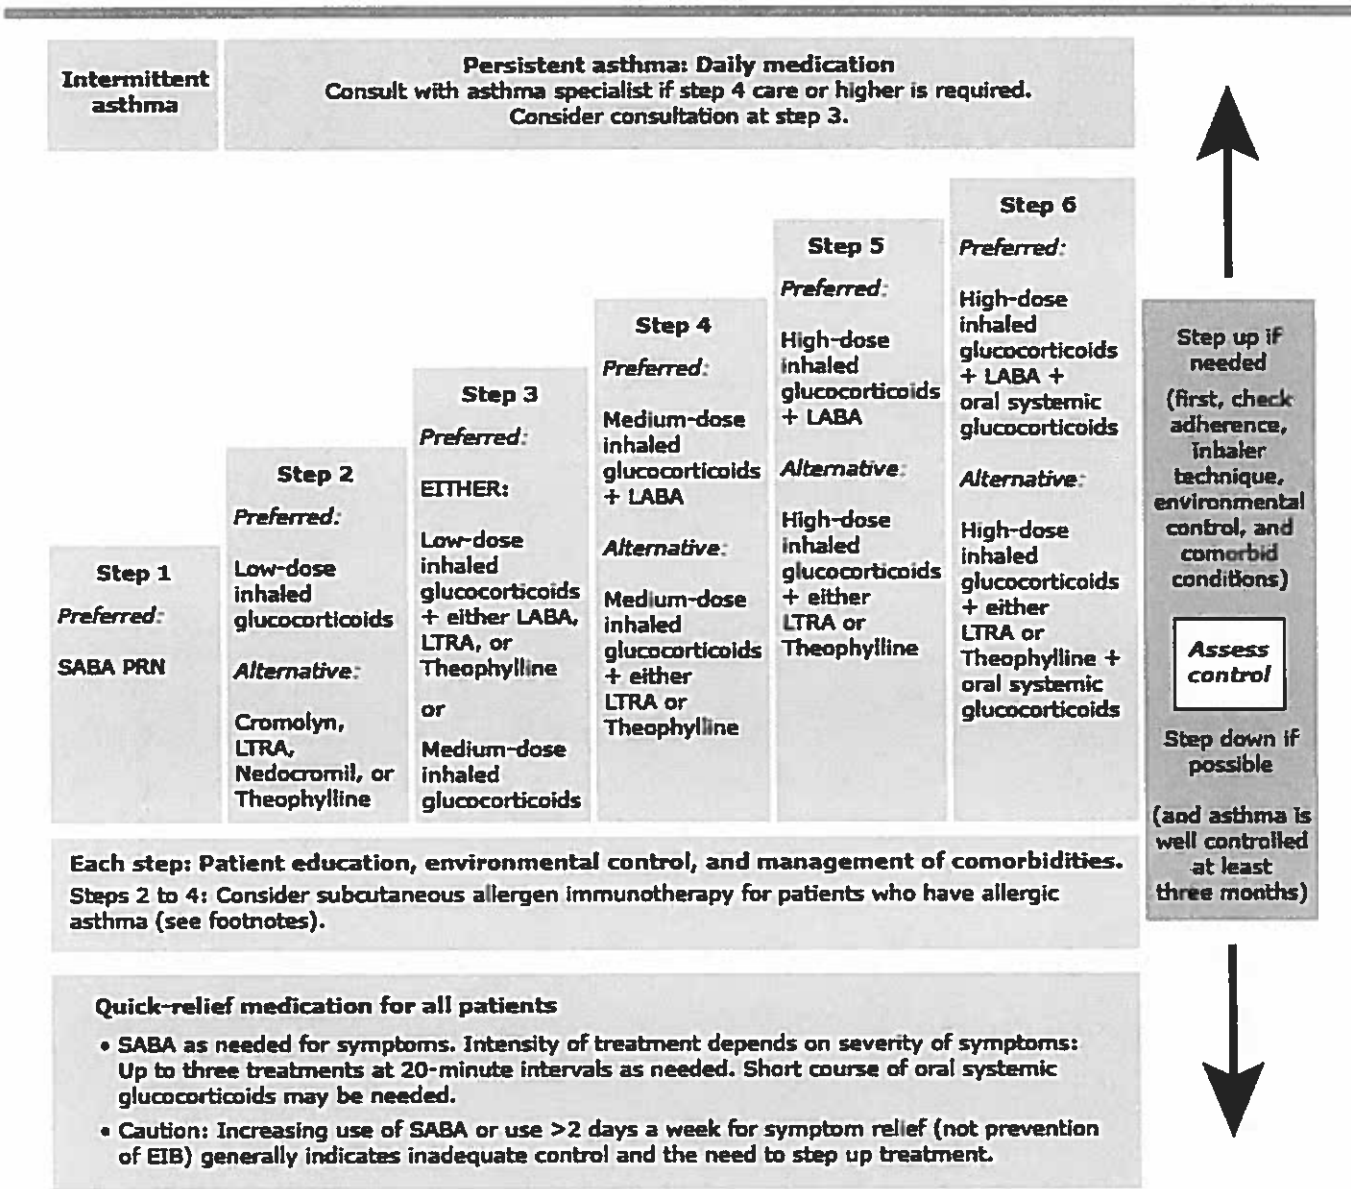 Intermittent
asthma
Persistent asthma: Daily medication
Consult with asthma specialist if step 4 care or higher is required.
Consider consultation at step 3.
Step 1
Preferred:
SABA PRN
Step 2
Preferred:
Low-dose
inhaled
glucocorticoids
Alternative:
Cromolyn,
LTRA,
Nedocromil, or
Theophylline
Step 3
Preferred:
EITHER:
Low-dose
inhaled
glucocorticoids
+ either LABA,
LTRA, or
Theophylline
or
Medium-dose
inhaled
glucocorticoids
Step 4
Preferred:
Medium-dose
inhaled
glucocorticoids
+ LABA
Alternative:
Medium-dose
inhaled
glucocorticoids
+ either
LTRA or
Theophylline
Step 5
Preferred:
High-dose
inhaled
glucocorticoids
+ LABA
Alternative:
High-dose
inhaled
glucocorticoids
+ either
LTRA or
Theophylline
Step 6
Preferred:
High-dose
inhaled
glucocorticoids
+ LABA +
oral systemic
glucocorticoids
Alternative:
High-dose
inhaled
glucocorticoids
+ either
LTRA or
Theophylline +
oral systemic
glucocorticoids
Step up if
needed
(first, check
adherence,
inhaler
technique,
environmental
control, and
comorbid
conditions)
Assess
control
Step down if
possible
(and asthma is
well controlled
at least
three months)
Each step: Patient education, environmental control, and management of comorbidities.
Steps 2 to 4: Consider subcutaneous allergen immunotherapy for patients who have allergic
asthma (see footnotes).
Quick-relief medication for all patients
• SABA as needed for symptoms. Intensity of treatment depends on severity of symptoms:
Up to three treatments at 20-minute intervals as needed. Short course of oral systemic
glucocorticoids may be needed.
• Caution: Increasing use of SABA or use >2 days a week for symptom relief (not prevention
of EIB) generally indicates inadequate control and the need to step up treatment.